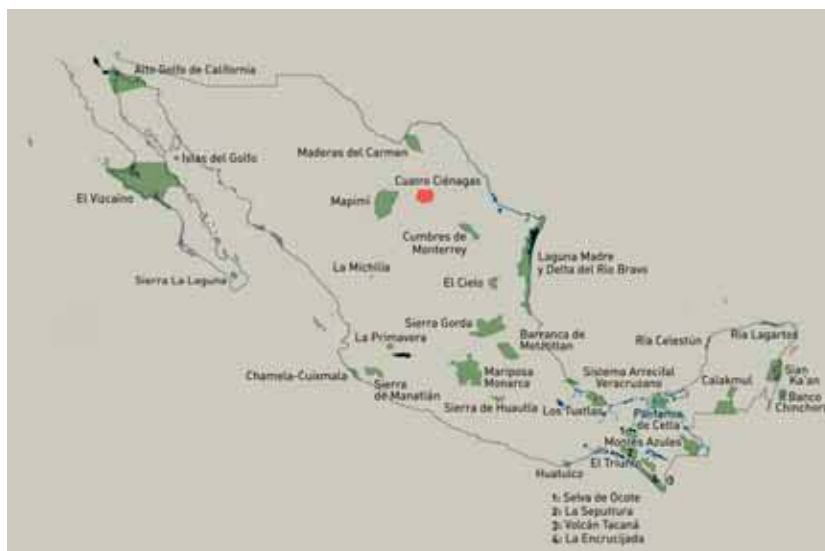 Alto Golfo de California
Islas del Golfo
Maderas del Carmen
Cuatro Ciénagas
El Vizcaíno
Mapimí
Cumbres de
Monterrey
Laguna Madre
y Delta del Río Bravo
La Michilía
Sierra La Laguna
El Cielo
Sierra Gorda
La Primavera
Barranca de
Metztitlan
Ría Celestún
Ría Lagartos
Chamela-Cuixmala
Sierra
de Manatlán
Mariposa
Monarca
Sistema Arrecifal
Veracruzano
Calakmul
Sian
Ka'an
Banco
Chinchorro
Sierra de Huautla
Los Tuxtlas
Pantanos
de Cetla
Montes Azules
El Triunfo
Huatulco
1: Selva de Ocote
2: La Sepultura
3: Volcán Tacaná
4: La Encrucijada